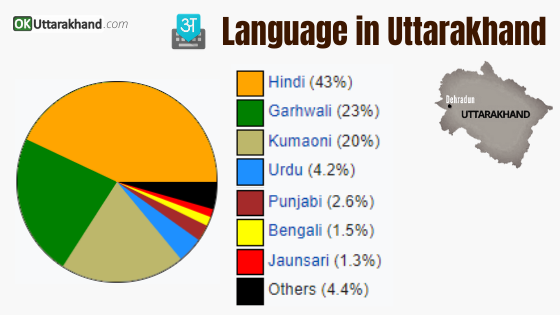 OKUttarakhand.com
अ
Language in Uttarakhand
Hindi (43%)
Garhwali (23%)
Kumaoni (20%)
Urdu (4.2%)
Punjabi (2.6%)
Bengali (1.5%)
Jaunsari (1.3%)
Others (4.4%)
Dehradun
UTTARAKHAND